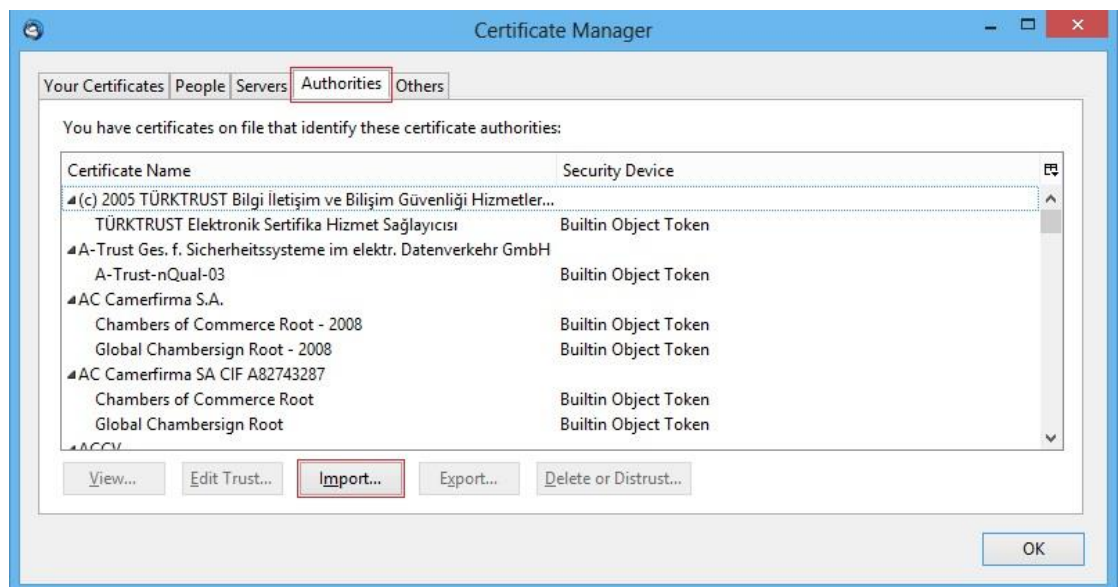 Certificate Manager
Your Certificates People Servers Authorities Others
You have certificates on file that identify these certificate authorities:
Certificate Name Security Device
(c) 2005 TÜRKTRUST Bilgi İletişim ve Bilişim Güvenliği Hizmetler...
TÜRKTRUST Elektronik Sertifika Hizmet Sağlayıcısı Builtin Object Token
A-Trust Ges. f. Sicherheitssysteme im elektr. Datenverkehr GmbH
A-Trust-nQual-03 Builtin Object Token
AC Camerfirma S.A.
Chambers of Commerce Root - 2008 Builtin Object Token
Global Chambersign Root - 2008 Builtin Object Token
AC Camerfirma SA CIF A82743287
Chambers of Commerce Root Builtin Object Token
Global Chambersign Root Builtin Object Token
ACCV
View... Edit Trust... Import... Export... Delete or Distrust...
OK